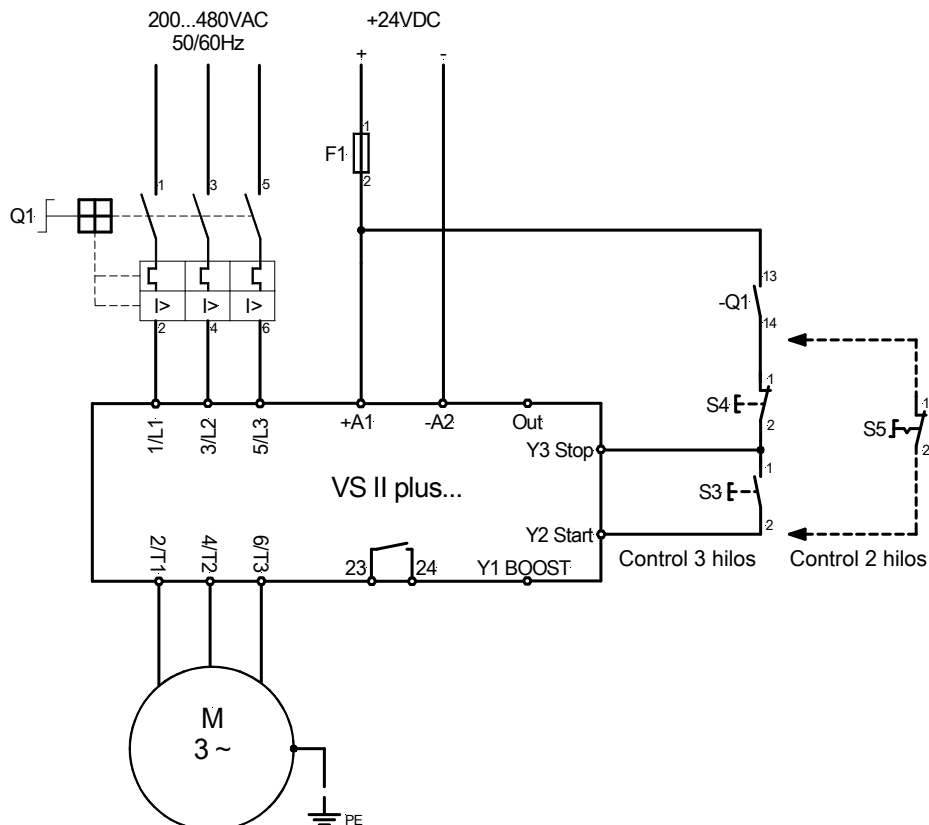 200...480VAC
50/60Hz
+24VDC
+
-
1
F1
2
1
3
5
Q1
I>
I>
I>
2
4
6
13
-Q1
14
1
S4
2
1
S5
2
1/L1
3/L2
5/L3
+A1
-A2
Out
Y3 Stop
VS II plus...
1
S3
2
Y2 Start
Control 3 hilos
Control 2 hilos
2/T1
4/T2
6/T3
23
24
Y1 BOOST
M
3 ~
PE